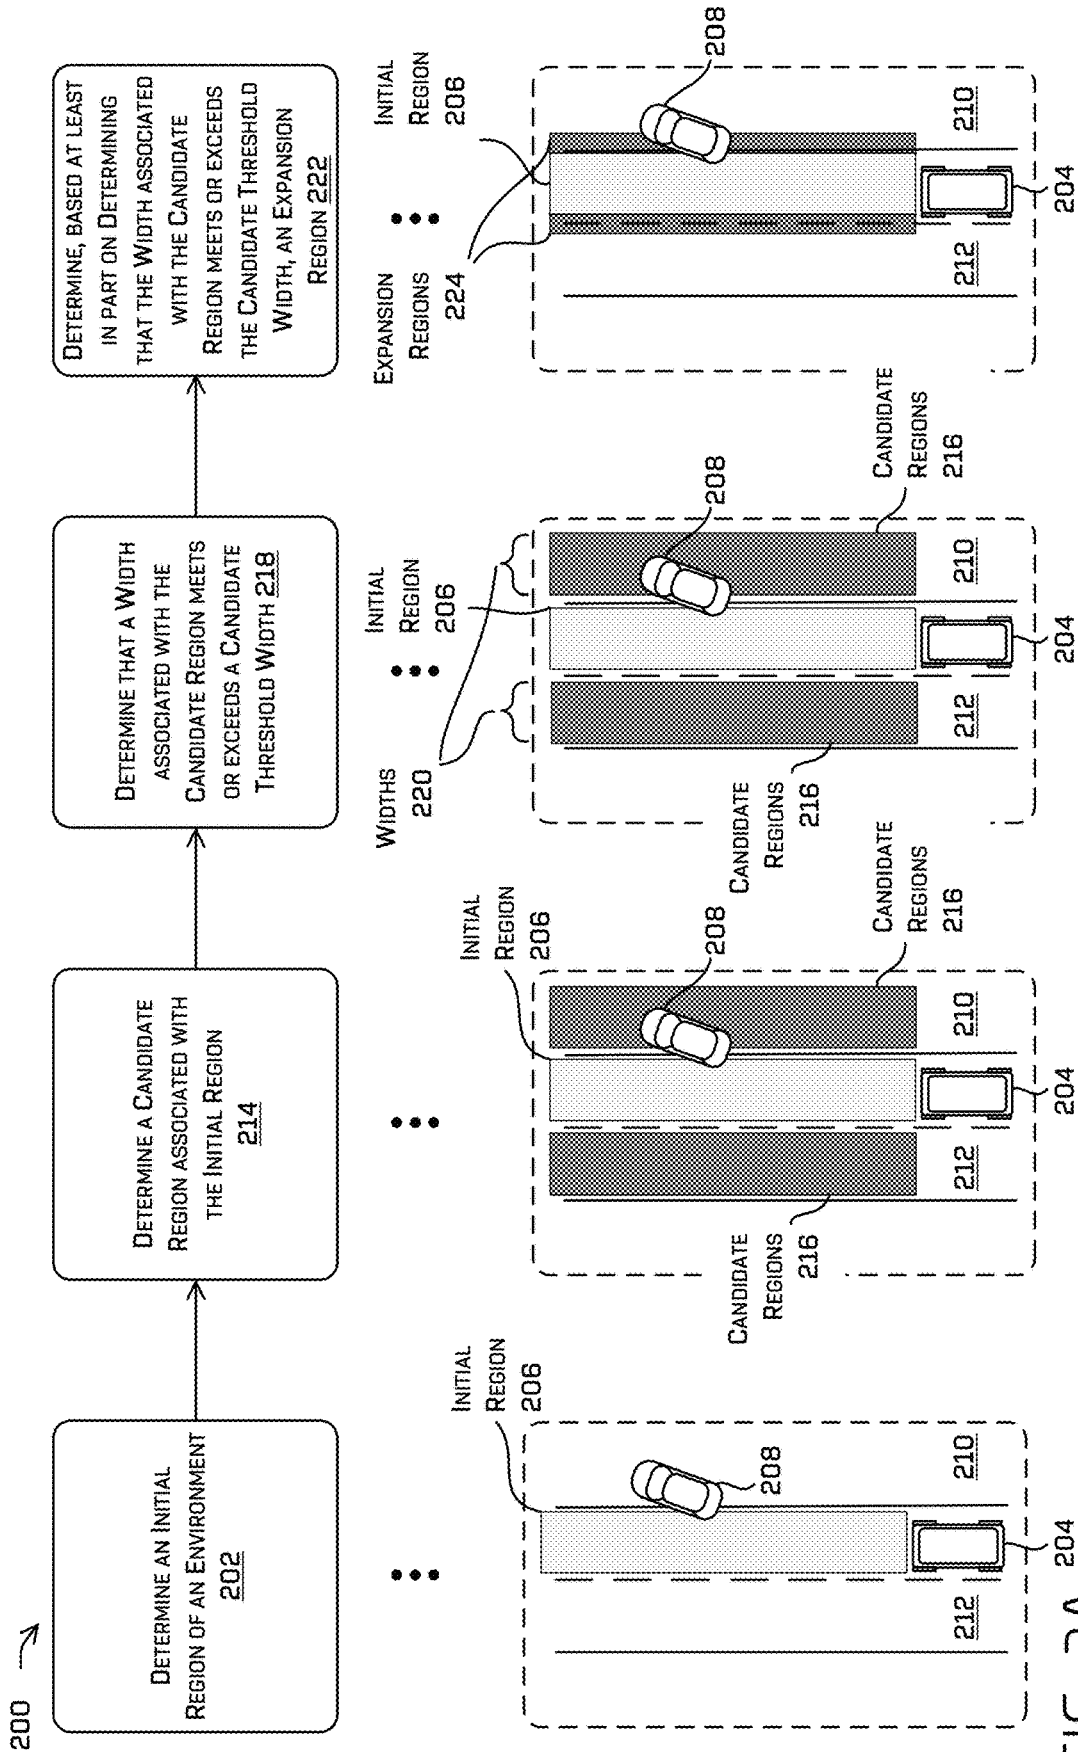 200
DETERMINE AN INITIAL
REGION OF AN ENVIRONMENT
202
DETERMINE A CANDIDATE
REGION ASSOCIATED WITH
THE INITIAL REGION
214
DETERMINE THAT A WIDTH
ASSOCIATED WITH THE
CANDIDATE REGION MEETS
OR EXCEEDS A CANDIDATE
THRESHOLD WIDTH 218
DETERMINE, BASED AT LEAST
IN PART ON DETERMINING
THAT THE WIDTH ASSOCIATED
WITH THE CANDIDATE
REGION MEETS OR EXCEEDS
THE CANDIDATE THRESHOLD
WIDTH, AN EXPANSION
REGION 222
INITIAL
REGION
206
208
210
212
204
INITIAL
REGION
206
208
CANDIDATE
REGIONS
216
CANDIDATE
REGIONS
216
210
212
204
WIDTHS
220
INITIAL
REGION
206
208
CANDIDATE
REGIONS
216
CANDIDATE
REGIONS
216
210
212
204
EXPANSION
REGIONS
224
INITIAL
REGION
206
208
210
212
204